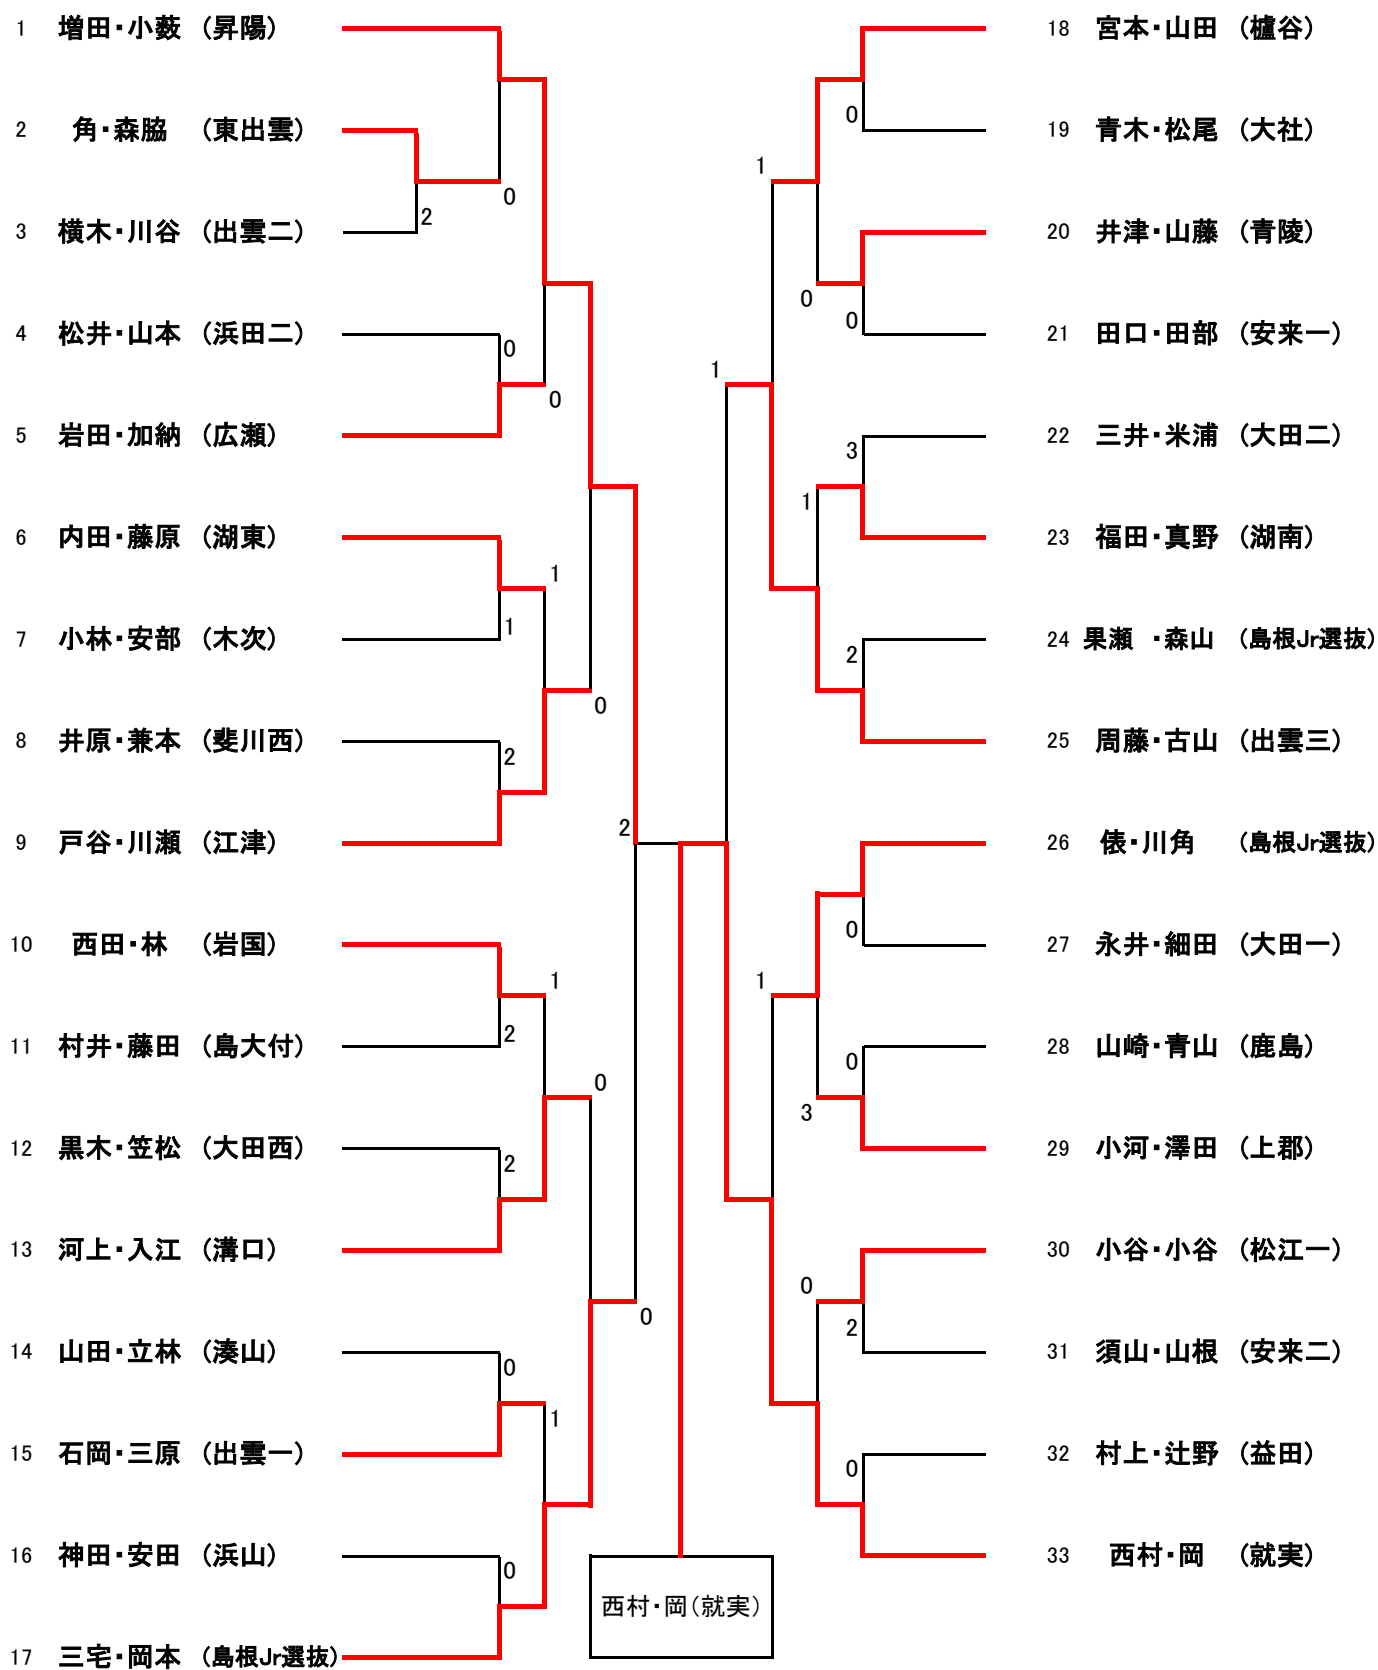 1 増田・小薮 （昇陽）
2 角・森脇 （東出雲）
0
2
3 横木・川谷 （出雲二）
4 松井・山本 （浜田二）
0
0
5 岩田・加納 （広瀬）
6 内田・藤原 （湖東）
1
1
7 小林・安部 （木次）
0
8 井原・兼本 （斐川西）
2
9 戸谷・川瀬 （江津）
2
10 西田・林 （岩国）
1
2
11 村井・藤田 （島大付）
0
12 黒木・笠松 （大田西）
2
13 河上・入江 （溝口）
0
14 山田・立林 （湊山）
0
1
15 石岡・三原 （出雲一）
16 神田・安田 （浜山）
0
17 三宅・岡本 （島根Jr選抜）
18 宮本・山田 （櫨谷）
0
19 青木・松尾 （大社）
1
20 井津・山藤 （青陵）
0
0
21 田口・田部 （安来一）
1
22 三井・米浦 （大田二）
3
1
23 福田・真野 （湖南）
24 果瀬 ・森山 （島根Jr選抜）
2
25 周藤・古山 （出雲三）
26 俵・川角 （島根Jr選抜）
0
27 永井・細田 （大田一）
1
28 山崎・青山 （鹿島）
0
3
29 小河・澤田 （上郡）
30 小谷・小谷 （松江一）
0
2
31 須山・山根 （安来二）
32 村上・辻野 （益田）
0
33 西村・岡 （就実）
西村・岡（就実）